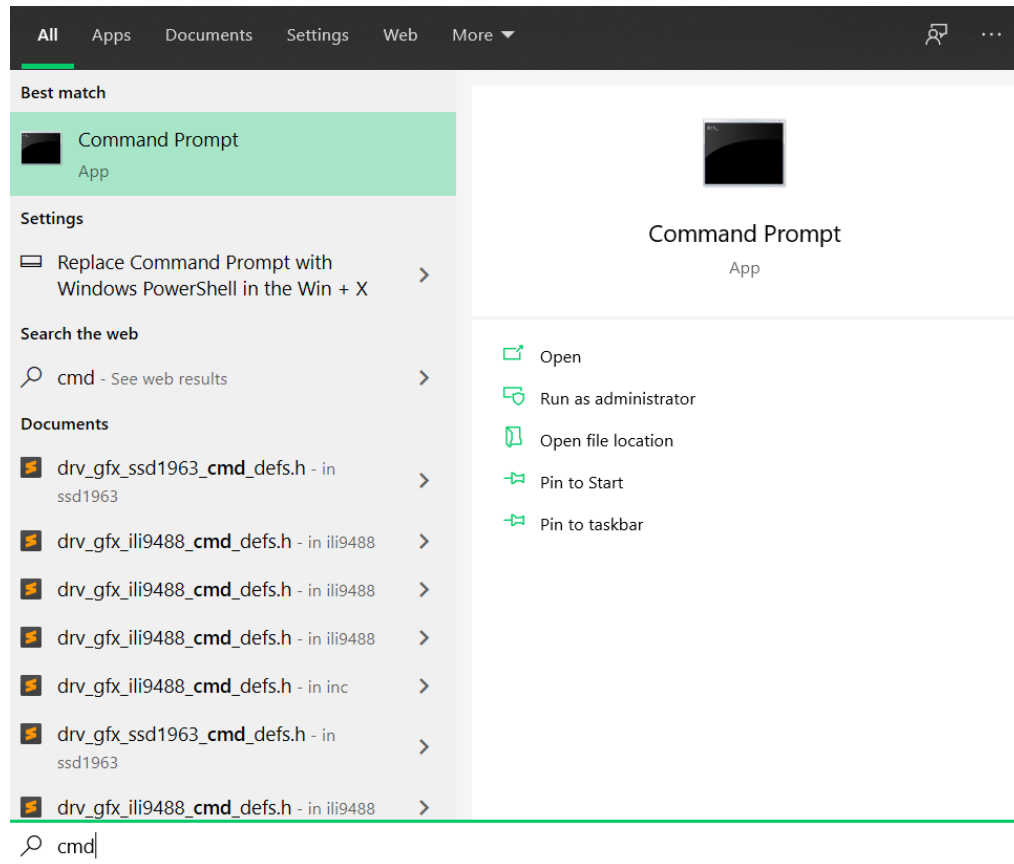 All Apps Documents Settings Web More
Best match
Command Prompt
App
Settings
Replace Command Prompt with
Windows PowerShell in the Win + X
Search the web
cmd - See web results
Documents
drv_gfx_ssd1963_cmd_defs.h - in
ssd1963
drv_gfx_ili9488_cmd_defs.h - in ili9488
drv_gfx_ili9488_cmd_defs.h - in ili9488
drv_gfx_ili9488_cmd_defs.h - in ili9488
drv_gfx_ili9488_cmd_defs.h - in inc
drv_gfx_ssd1963_cmd_defs.h - in
ssd1963
drv_gfx_ili9488_cmd_defs.h - in ili9488
cmd
Command Prompt
App
Open
Run as administrator
Open file location
Pin to Start
Pin to taskbar